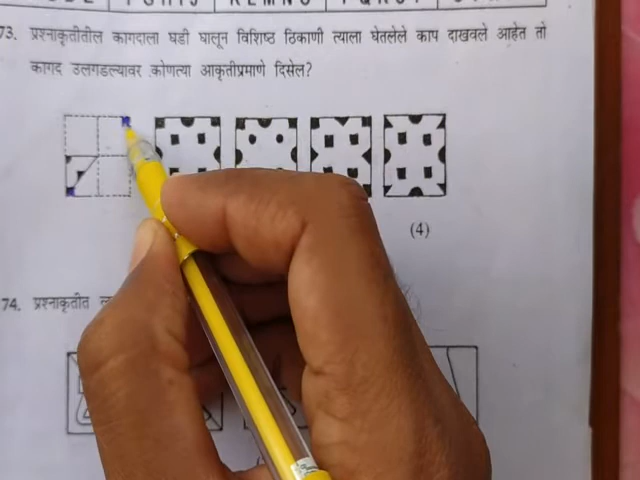 73. प्रश्नाकृतीतील कागदाला घडी घालून विशिष्ठ ठिकाणी त्याला घेतलेले काप दाखवले आहेत तो
कागद उलगडल्यावर कोणत्या आकृतीप्रमाणे दिसेल?
(4)
74. प्रश्नाकृतीत